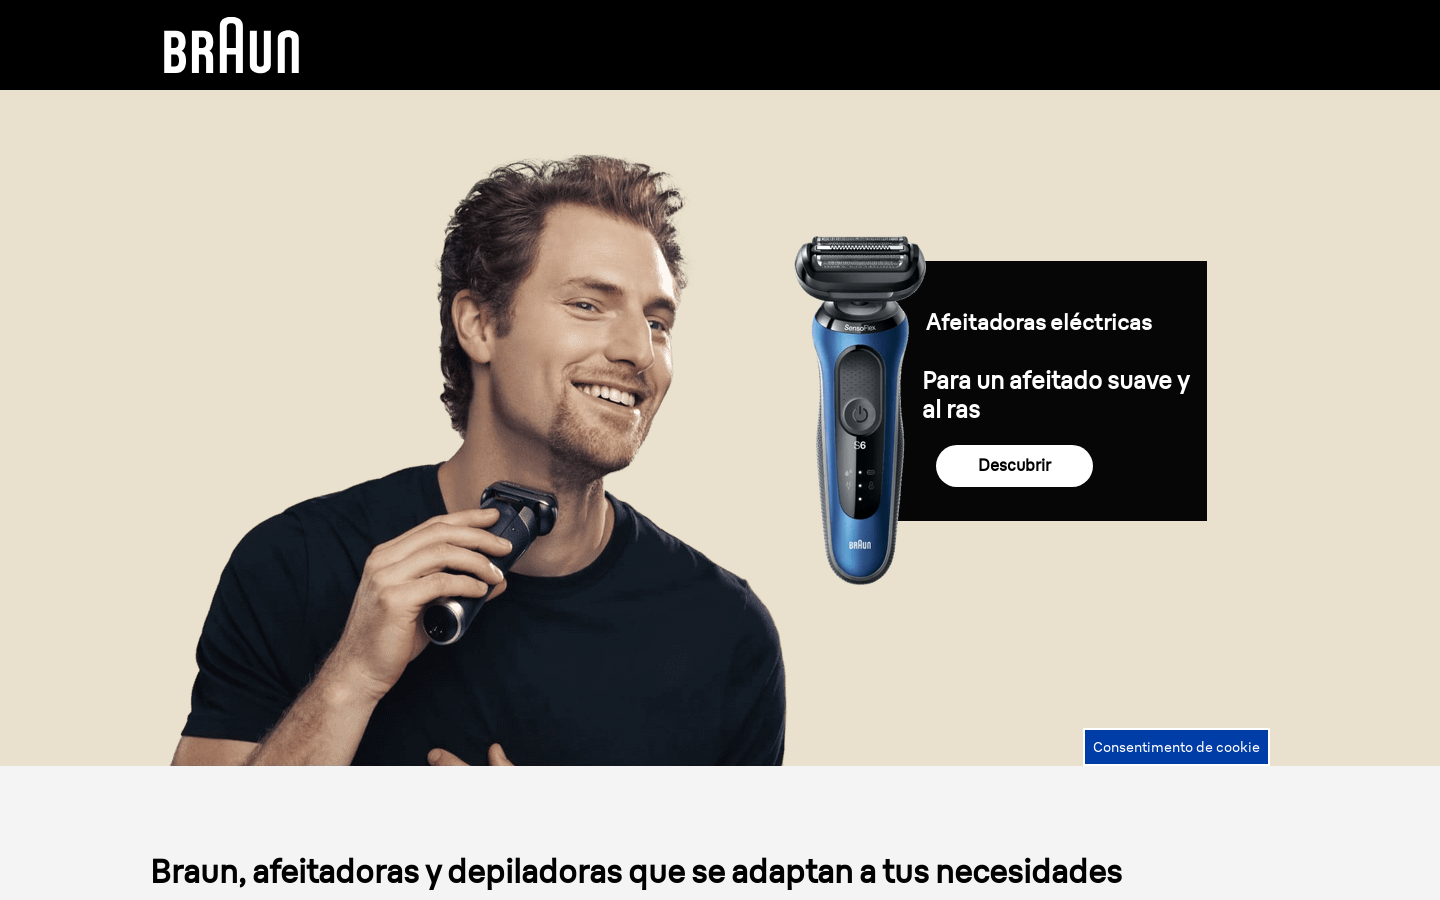 BRAUN
SensoFlex
Afeitadoras eléctricas
Para un afeitado suave y
al ras
Descubrir
S6
BRAUN
Consentimento de cookie
Braun, afeitadoras y depiladoras que se adaptan a tus necesidades